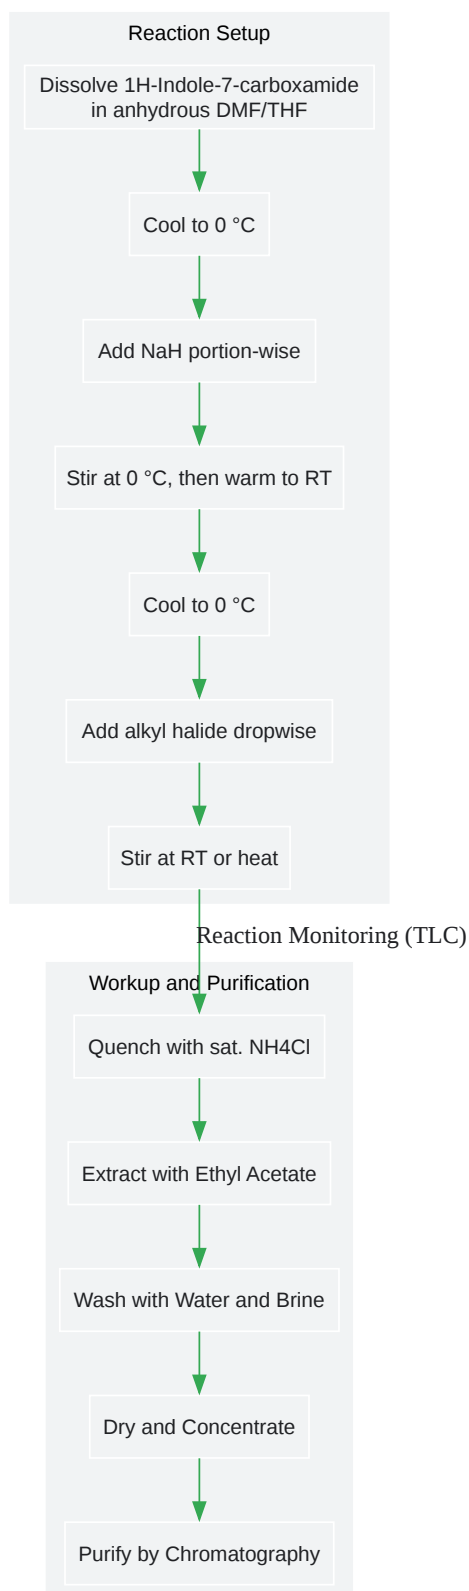 Reaction Setup
Dissolve 1H-Indole-7-carboxamide
in anhydrous DMF/THF
Cool to 0 °C
Add NaH portion-wise
Stir at 0 °C, then warm to RT
Cool to 0 °C
Add alkyl halide dropwise
Stir at RT or heat
Reaction Monitoring (TLC)
Workup and Purification
Quench with sat. NH4Cl
Extract with Ethyl Acetate
Wash with Water and Brine
Dry and Concentrate
Purify by Chromatography